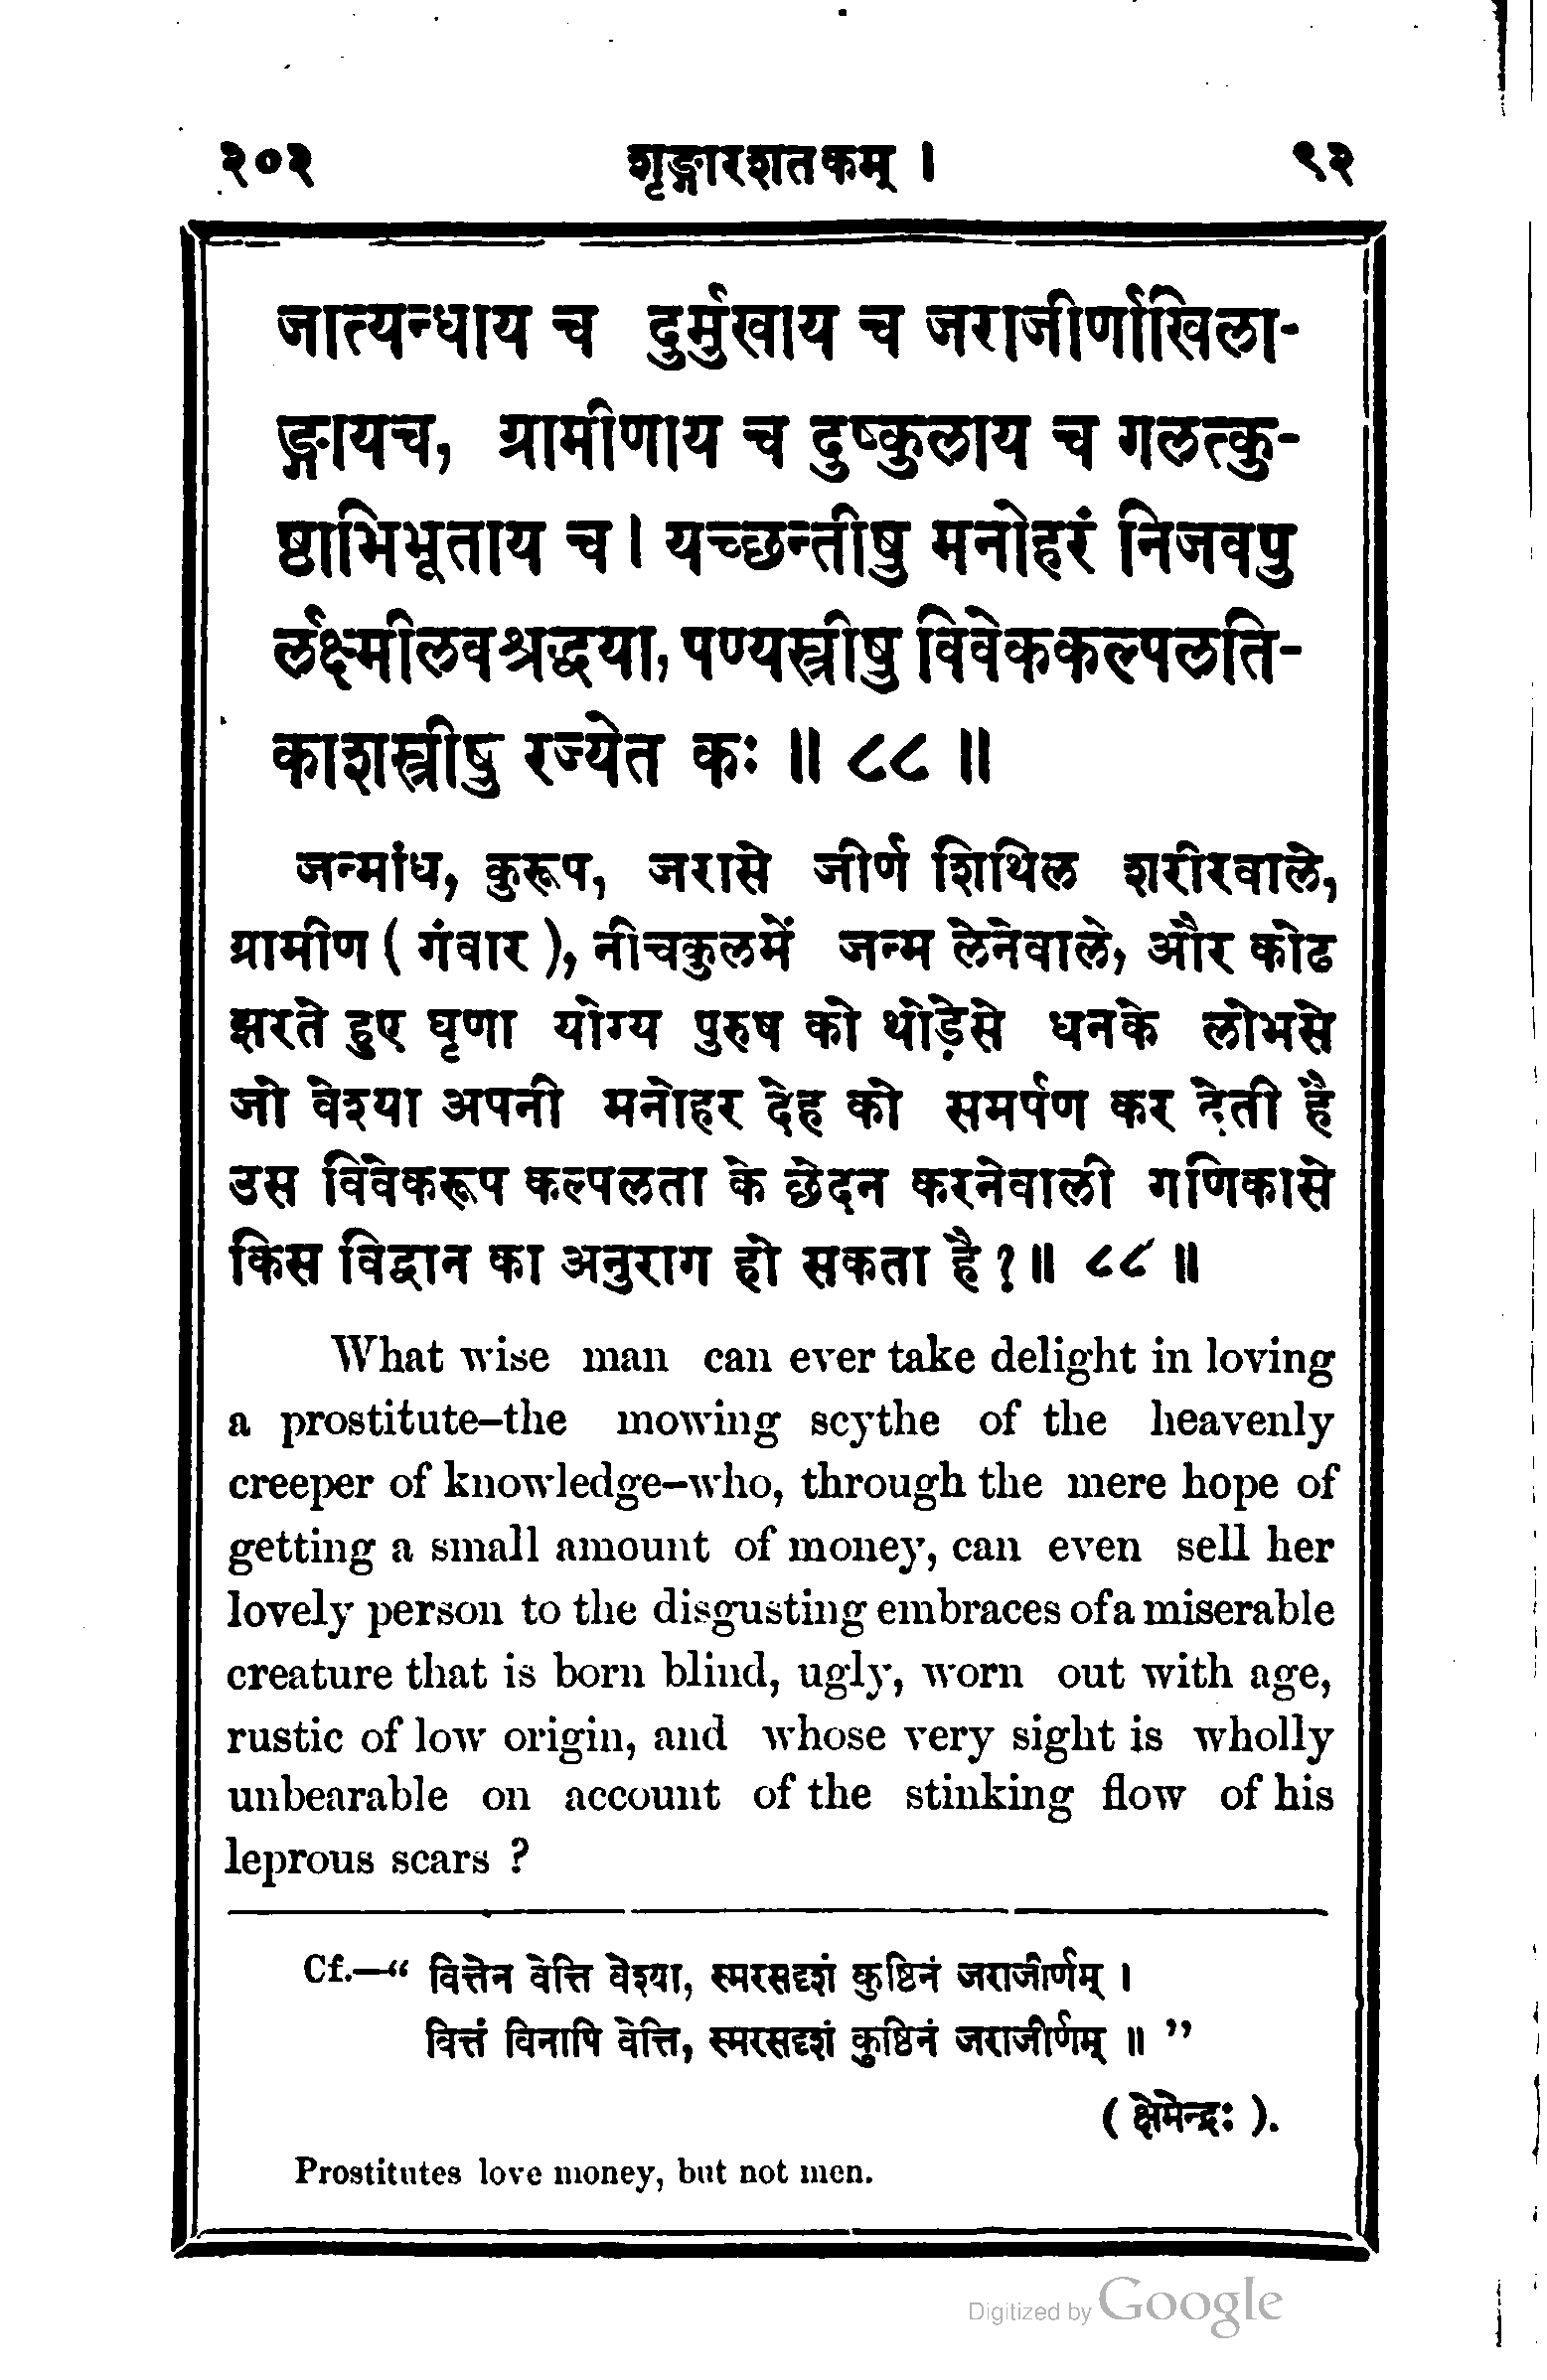 २०२ शृङ्गारशतकम् । ९२
जात्यन्धाय च दुर्मुखाय च जराजीर्णाखिला-
ङ्गायच, ग्रामीणाय च दुष्कुलाय च गलत्कु-
ष्ठाभिभूताय च । यच्छन्तीषु मनोहरं निजवपु
र्लक्ष्मीलवश्रद्धया, पण्यस्त्रीषु विवेककल्पलति-
काशस्त्रीषु रज्येत कः ॥ ८८ ॥
जन्मांध, कुरूप, जरासे जीर्ण शिथिल शरीरवाले,
ग्रामीण ( गंवार ), नीचकुलमें जन्म लेनेवाले, और कोढ
झरते हुए घृणा योग्य पुरुष को थोड़ेसे धनके लोभसे
जो वेश्या अपनी मनोहर देह को समर्पण कर देती है
उस विवेकरूप कल्पलता के छेदन करनेवाली गणिकासे
किस विद्वान का अनुराग हो सकता है ? ॥ ८८ ॥
What wise man can ever take delight in loving
a prostitute–the mowing scythe of the heavenly
creeper of knowledge–who, through the mere hope of
getting a small amount of money, can even sell her
lovely person to the disgusting embraces of a miserable
creature that is born blind, ugly, worn out with age,
rustic of low origin, and whose very sight is wholly
unbearable on account of the stinking flow of his
leprous scars ?
Cf.—“ वित्तेन वेत्ति वेश्या, स्मरसदृशं कुष्ठिनं जराजीर्णम् ।
वित्तं विनापि वेत्ति, स्मरसदृशं कुष्ठिनं जराजीर्णम् ॥ ”
( क्षेमेन्द्रः ).
Prostitutes love money, but not men.
Digitized by Google